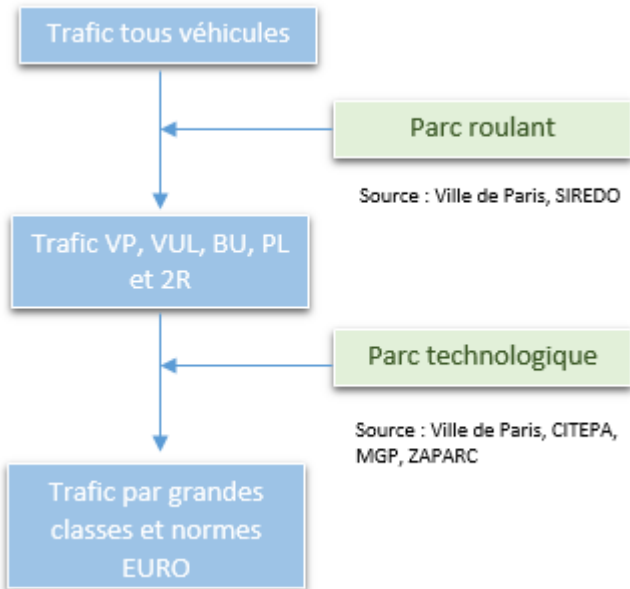 Trafic tous véhicules
Parc roulant
Source : Ville de Paris, SIREDO
Trafic VP, VUL, BU, PL
et 2R
Parc technologique
Source : Ville de Paris, CITEPA,
MGP, ZAPARC
Trafic par grandes
classes et normes
EURO